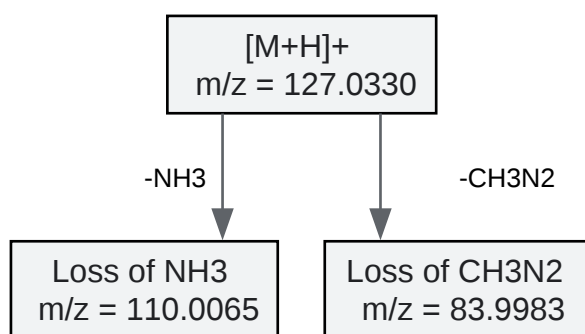 [M+H]+
m/z = 127.0330
-NH3
-CH3N2
Loss of NH3
m/z = 110.0065
Loss of CH3N2
m/z = 83.9983